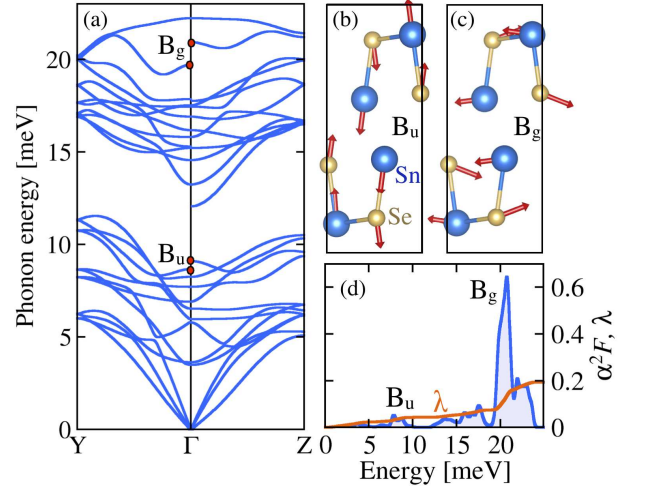 (a)
B_g
B_u
Phonon energy [meV]
20
15
10
5
0
Y
Γ
Z
(b)
B_u
Sn
Se
(c)
B_g
(d)
B_g
B_u
λ
0.6
0.4
0.2
0
α²F, λ
0
5
10
15
20
Energy [meV]